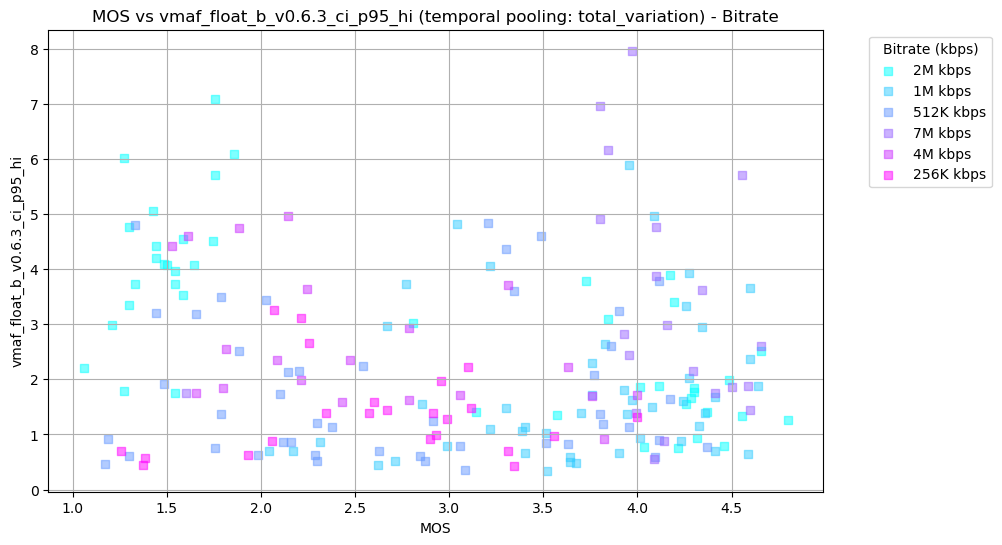 MOS vs vmaf_float_b_v0.6.3_ci_p95_hi (temporal pooling: total_variation) - Bitrate
vmaf_float_b_v0.6.3_ci_p95_hi
8
7
6
5
4
3
2
1
0
1.0 1.5 2.0 2.5 3.0 3.5 4.0 4.5
MOS
Bitrate (kbps)
2M kbps
1M kbps
512K kbps
7M kbps
4M kbps
256K kbps